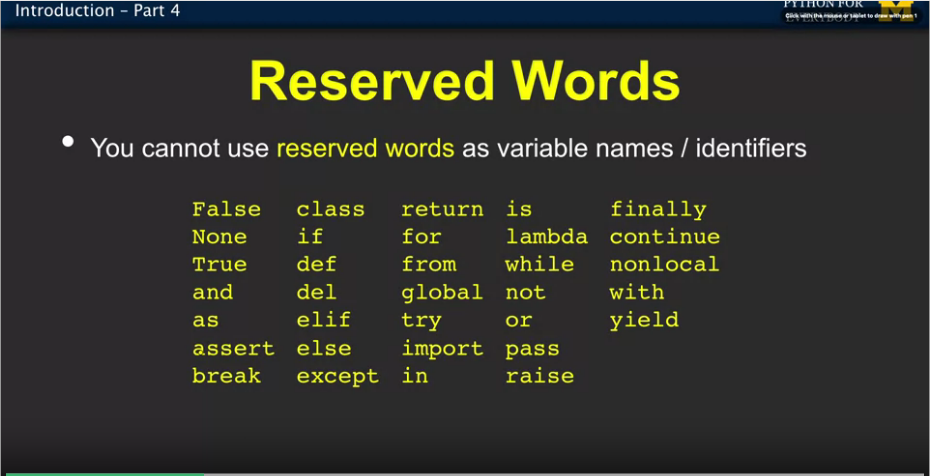 Introduction – Part 4
PYTHON FOR
EVERYBODY
Click with the mouse or tablet to draw with pen 1
Reserved Words
• You cannot use reserved words as variable names / identifiers
False class return is finally
None if for lambda continue
True def from while nonlocal
and del global not with
as elif try or yield
assert else import pass
break except in raise